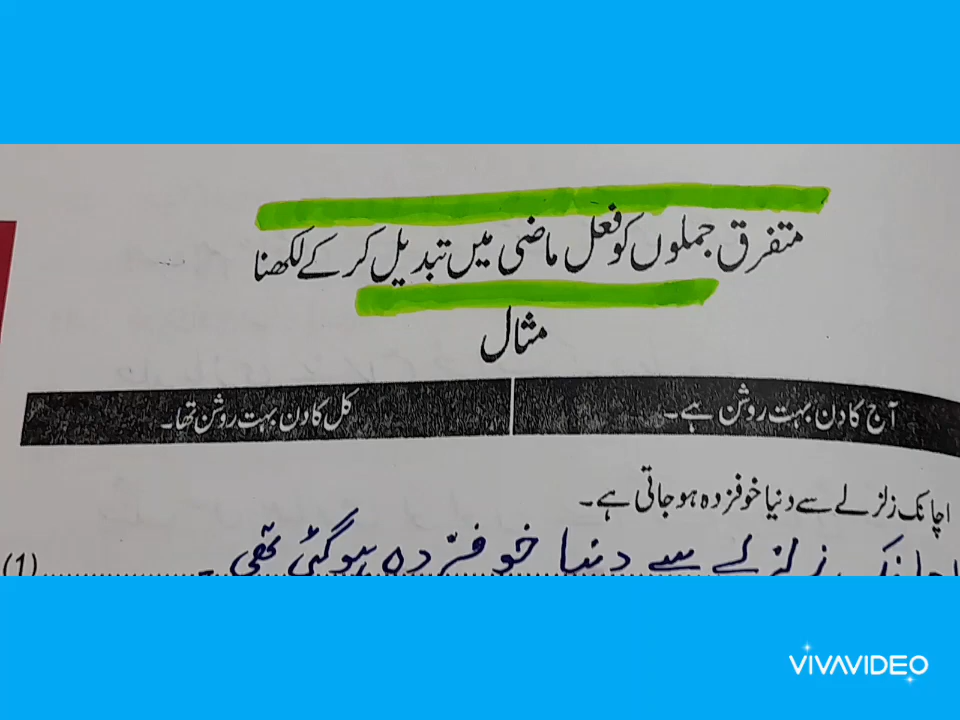 متفرق جملوں کو فعل ماضی میں تبدیل کر کے لکھنا
مثال
آج کا دن بہت روشن ہے۔
کل کا دن بہت روشن تھا۔
اچانک زلزلے سے دنیا خوفزدہ ہو جاتی ہے۔
اچانک زلزلے سے دنیا خوفزدہ ہو گئی تھی۔ (1)
VIVAVIDEO